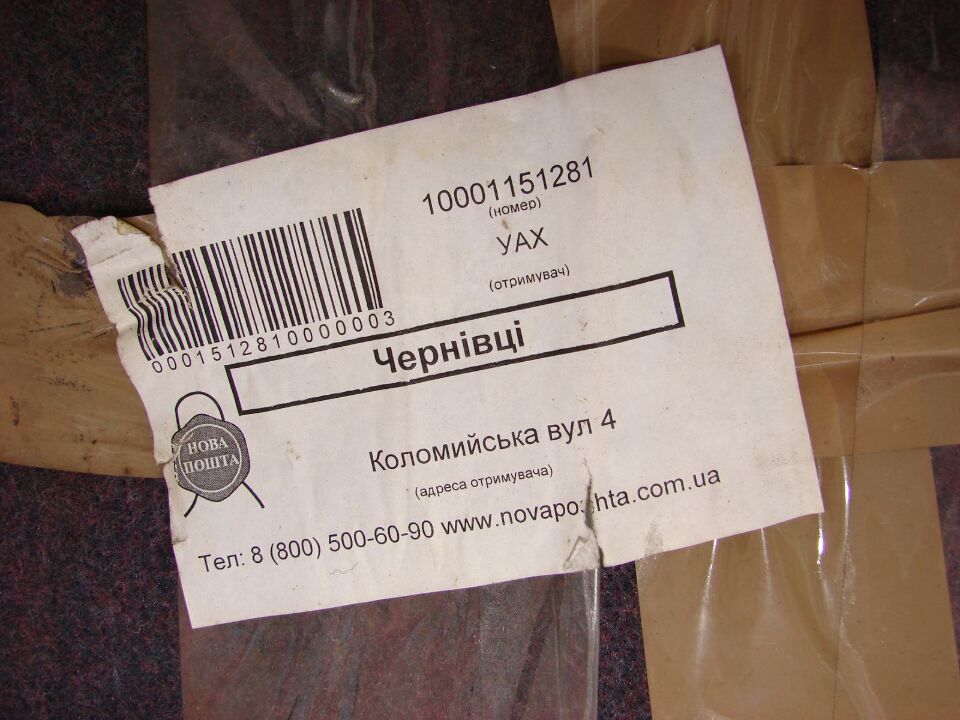 10001151281
(номер)
УАХ
(отримувач)
0001512810000003
Чернівці
НОВА
ПОШТА
Коломийська вул 4
(адреса отримувача)
Тел: 8 (800) 500-60-90 www.novaposhta.com.ua